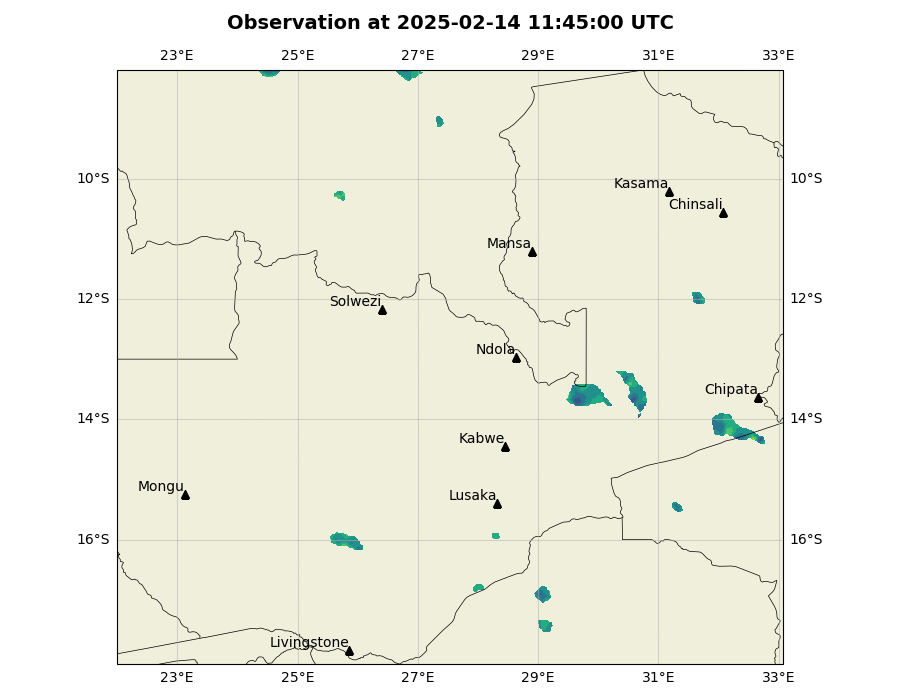 Observation at 2025-02-14 11:45:00 UTC
23°E 25°E 27°E 29°E 31°E 33°E
10°S 10°S
Kasama
Chinsali
Mansa
12°S 12°S
Solwezi
Ndola
Chipata
14°S 14°S
Kabwe
Mongu
Lusaka
16°S 16°S
Livingstone
23°E 25°E 27°E 29°E 31°E 33°E